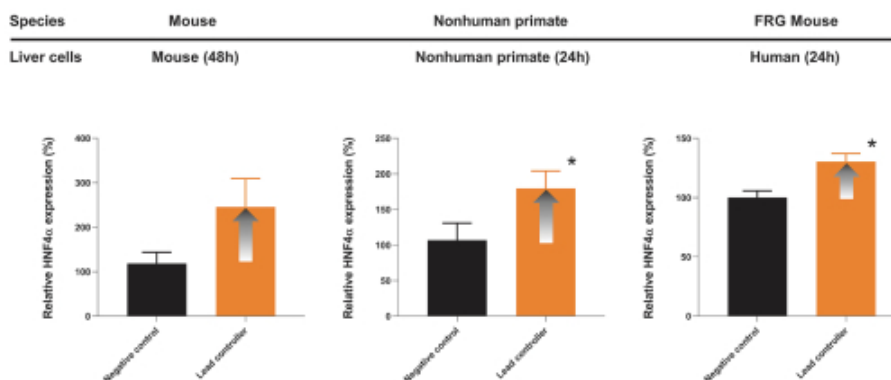 Species Mouse Nonhuman primate FRG Mouse
Liver cells Mouse (48h) Nonhuman primate (24h) Human (24h)
Relative HNF4α expression (%)
400
300
200
100
0
Negative control
Lead controller
Relative HNF4α expression (%)
250
200
150
100
50
0
*
Negative control
Lead controller
Relative HNF4α expression (%)
150
100
50
0
*
Negative control
Lead controller